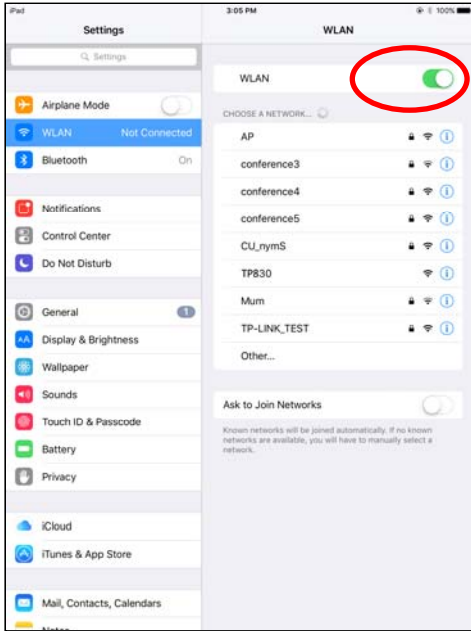 iPad
3:05 PM
100%
Settings
WLAN
Settings
Airplane Mode
WLAN Not Connected
Bluetooth On
Notifications
Control Center
Do Not Disturb
General 1
Display & Brightness
Wallpaper
Sounds
Touch ID & Passcode
Battery
Privacy
iCloud
iTunes & App Store
Mail, Contacts, Calendars
Notes
WLAN
CHOOSE A NETWORK...
AP
conference3
conference4
conference5
CU_nymS
TP830
Mum
TP-LINK_TEST
Other...
Ask to Join Networks
Known networks will be joined automatically. If no known
networks are available, you will have to manually select a
network.